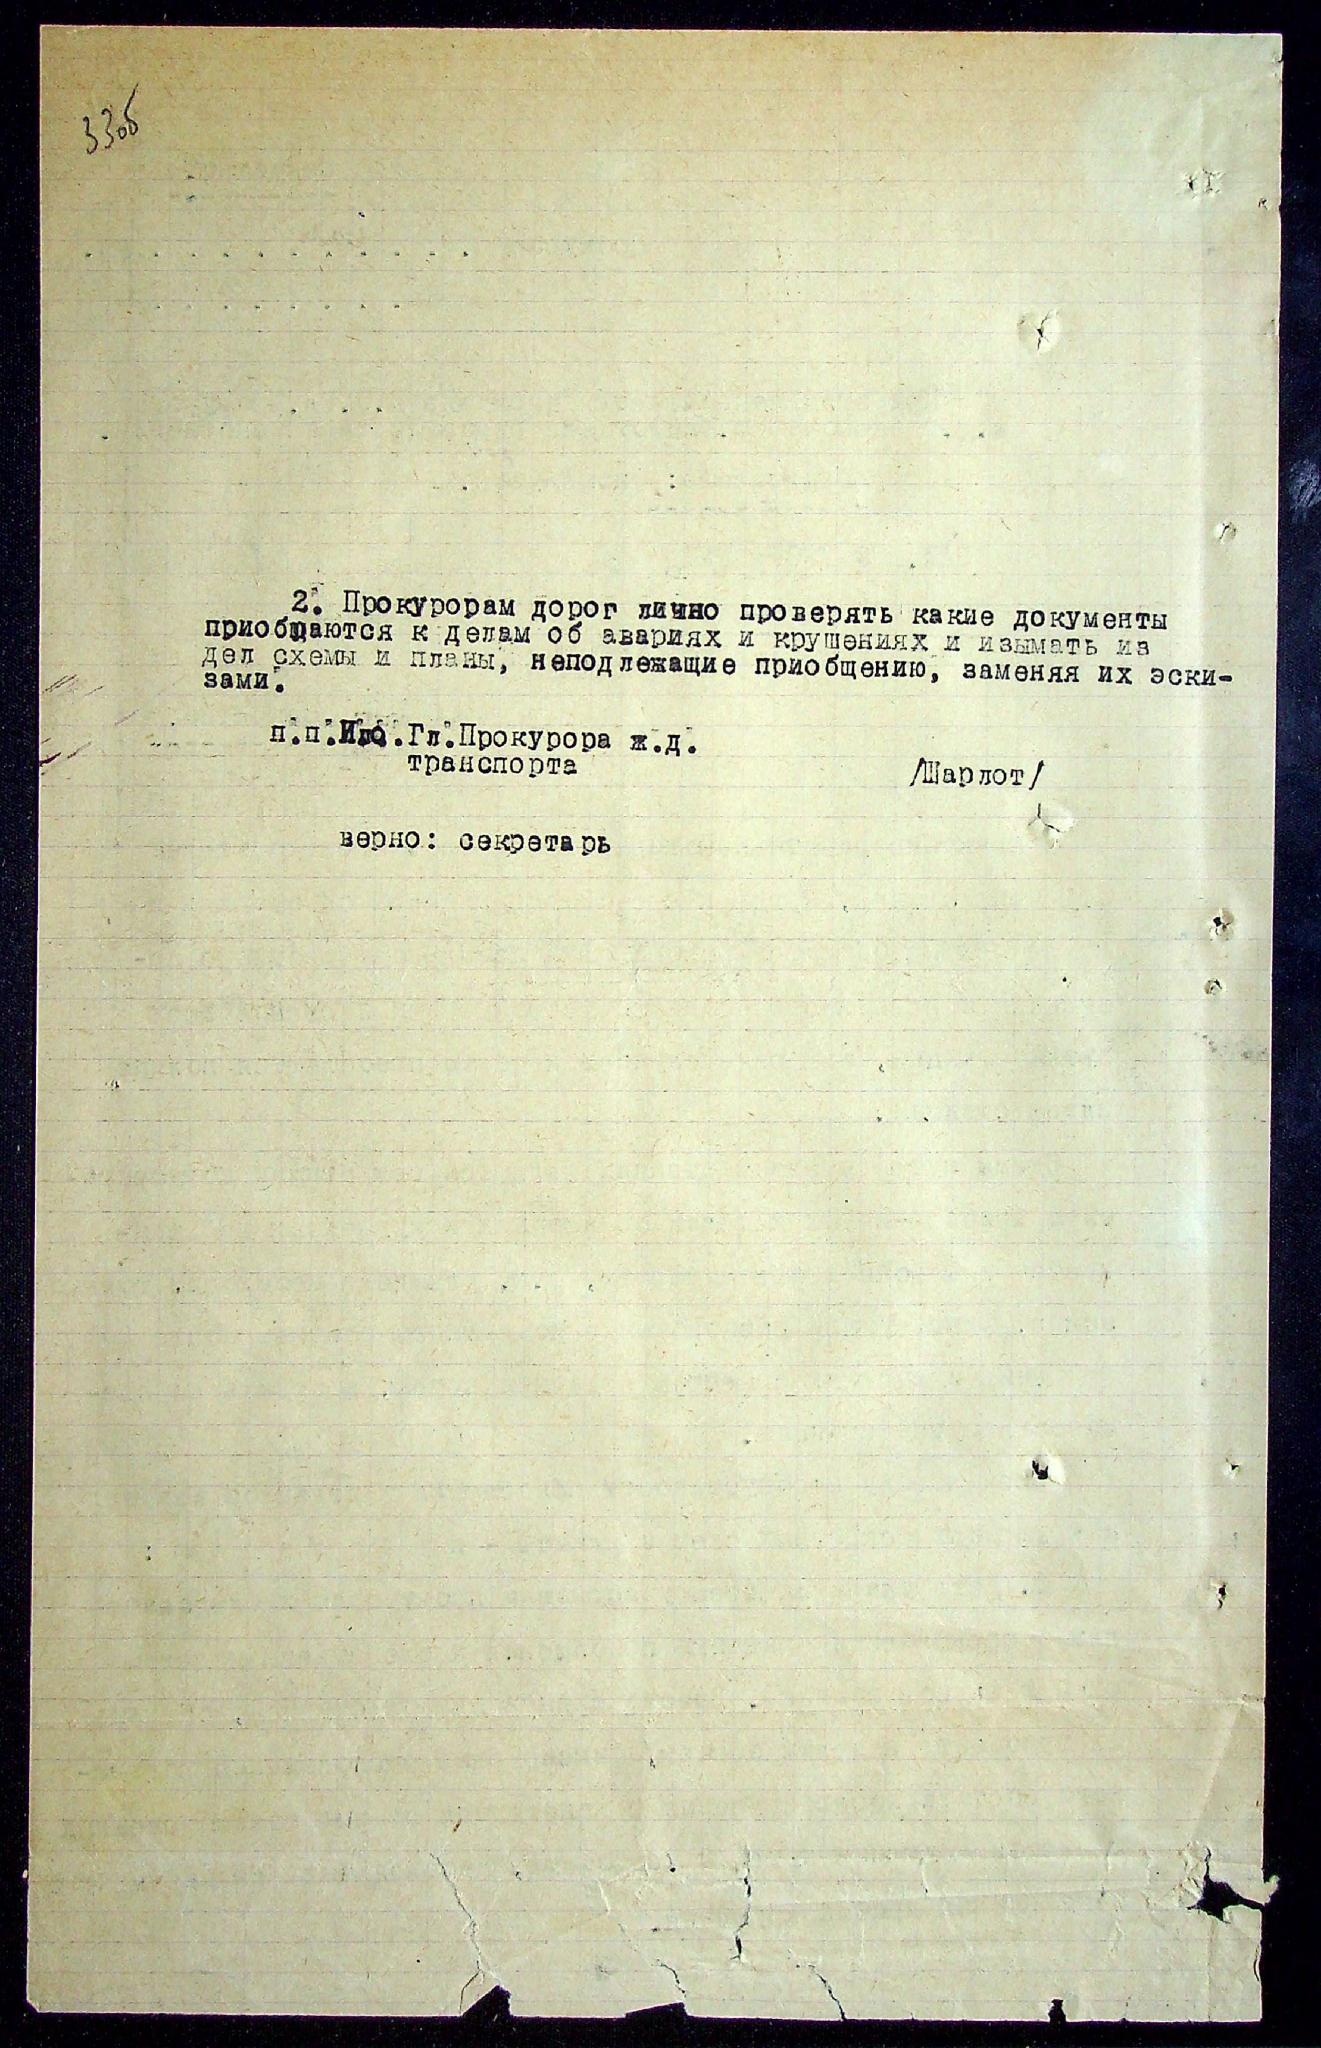 33об
2. Прокурорам дорог лично проверять какие документы
приобщаются к делам об авариях и крушениях и изымать из
дел схемы и планы, неподлежащие приобщению, заменяя их эски-
зами.
п.п.И.о.Гл.Прокурора ж.д.
транспорта
/Шарлот/
верно: секретарь